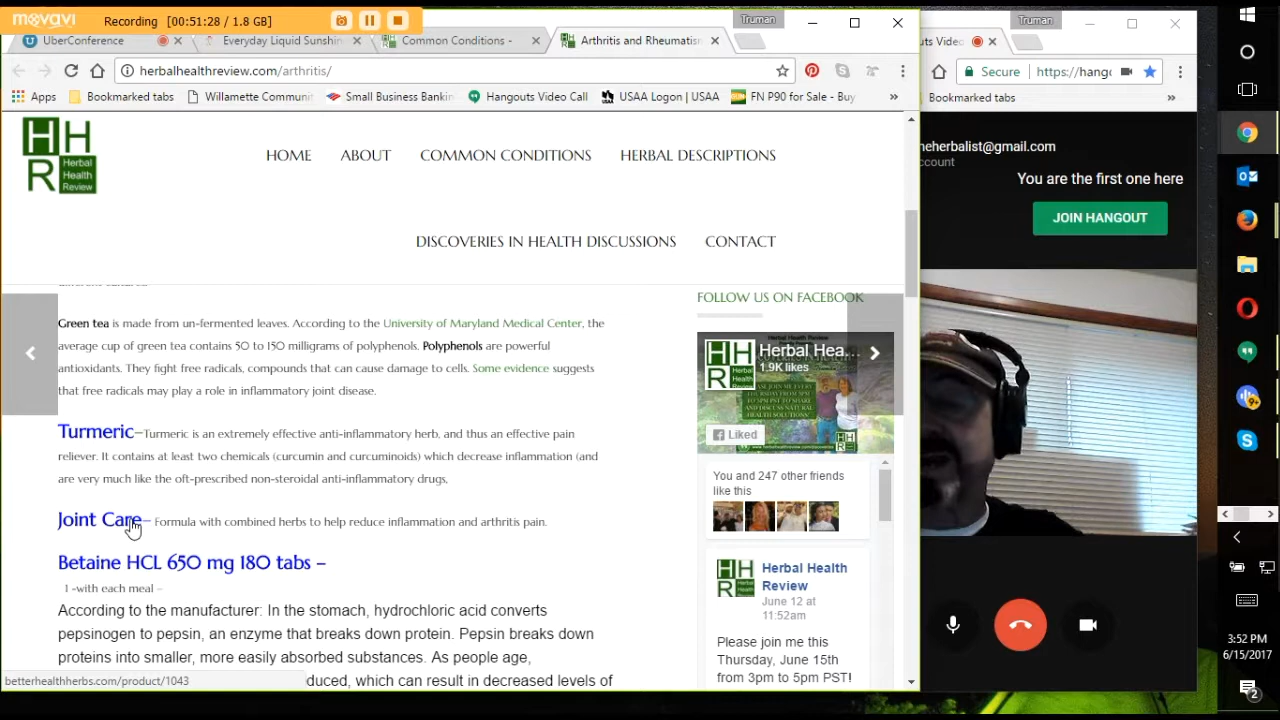 movavi
Recording [00:51:28 / 1.8 GB]
Truman
Truman
UberConference
Everyday Liquid Sunshin
Common Conditions
Arthritis and Rheumatism
uts Video
herbalhealthreview.com/arthritis/
Secure
https://hang
Apps
Bookmarked tabs
Willamette Communit
Small Business Bankin
Hangouts Video Call
USAA Logon | USAA
FN P90 for Sale - Buy
»
Bookmarked tabs
»
HHR Herbal Health Review
HOME
ABOUT
COMMON CONDITIONS
HERBAL DESCRIPTIONS
DISCOVERIES IN HEALTH DISCUSSIONS
CONTACT
Green tea is made from un-fermented leaves. According to the University of Maryland Medical Center, the
average cup of green tea contains 50 to 150 milligrams of polyphenols. Polyphenols are powerful
antioxidants. They fight free radicals, compounds that can cause damage to cells. Some evidence suggests
that free radicals may play a role in inflammatory joint disease.
Turmeric–Turmeric is an extremely effective anti-inflammatory herb, and thus an effective pain
reliever. It contains at least two chemicals (curcumin and curcuminoids) which decrease inflammation (and
are very much like the oft-prescribed non-steroidal anti-inflammatory drugs,
Joint Care– Formula with combined herbs to help reduce inflammation and arthritis pain.
Betaine HCL 650 mg 180 tabs –
1 -with each meal –
According to the manufacturer: In the stomach, hydrochloric acid converts
pepsinogen to pepsin, an enzyme that breaks down protein. Pepsin breaks down
proteins into smaller, more easily absorbed substances. As people age,
duced, which can result in decreased levels of
betterhealthherbs.com/product/1043
FOLLOW US ON FACEBOOK
HHR
Herbal Hea...
1.9K likes
Liked
You and 247 other friends
like this
Herbal Health
Review
June 12 at
11:52am
Please join me this
Thursday, June 15th
from 3pm to 5pm PST!
heherbalist@gmail.com
ccount
You are the first one here
JOIN HANGOUT
3:52 PM
6/15/2017
2